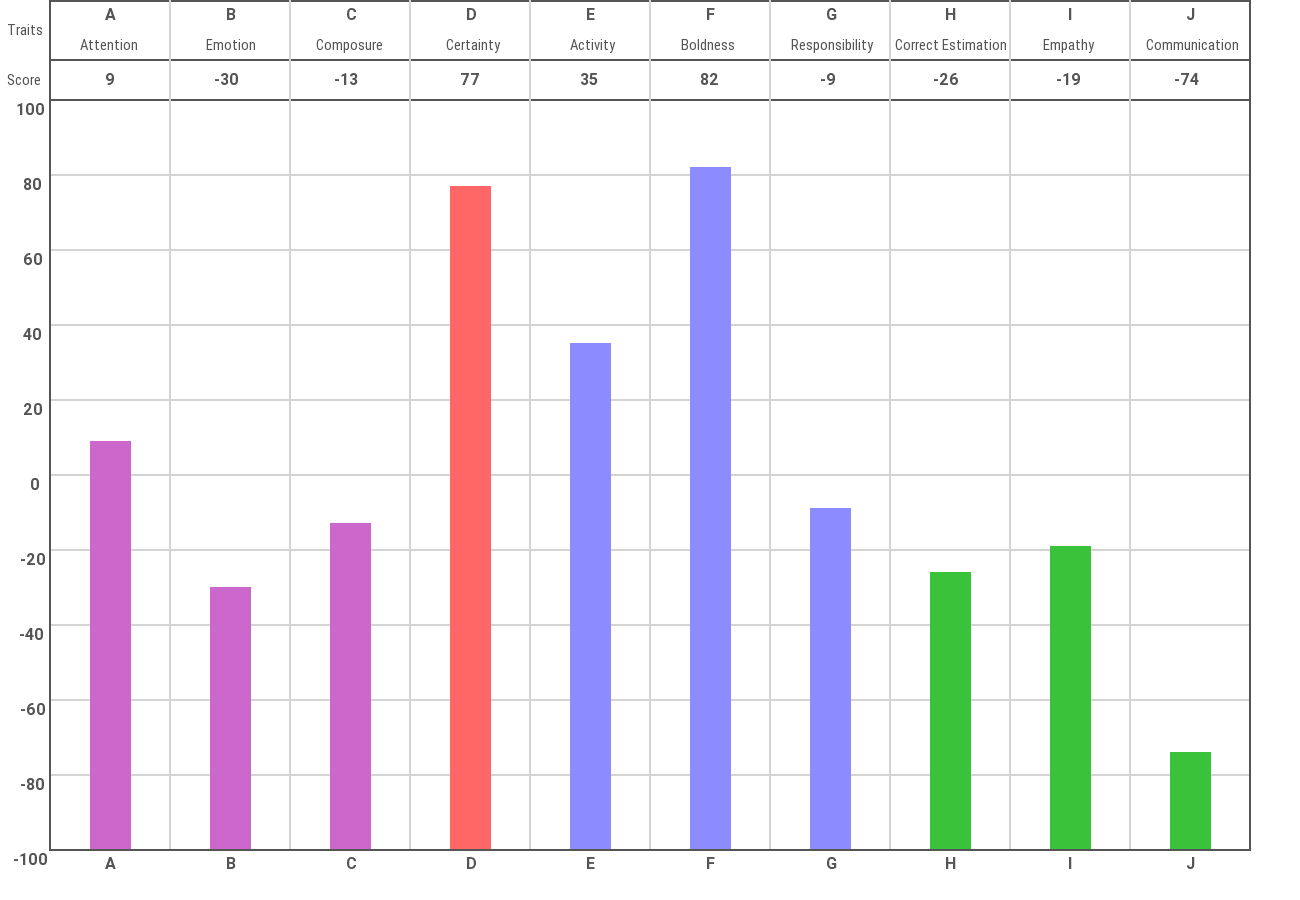 Traits A B C D E F G H I J
Attention Emotion Composure Certainty Activity Boldness Responsibility Correct Estimation Empathy Communication
Score 9 -30 -13 77 35 82 -9 -26 -19 -74
100
80
60
40
20
0
-20
-40
-60
-80
-100
A B C D E F G H I J